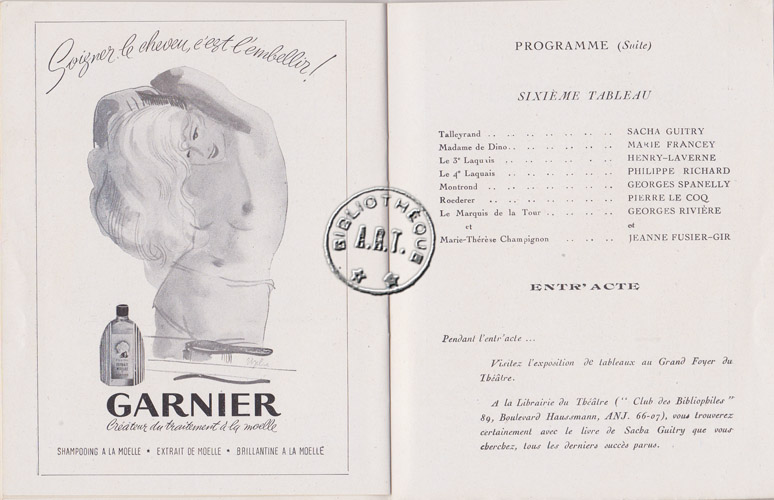 Soigner le cheveu, c'est l'embellir!
GARNIER
Créateur du traitement à la moelle
SHAMPOOING A LA MOELLE • EXTRAIT DE MOELLE • BRILLANTINE A LA MOELLE
BIBLIOTHÈQUE
A.R.T.
PROGRAMME (Suite)
SIXIÈME TABLEAU
Talleyrand .. .. .. .. .. .. .. SACHA GUITRY
Madame de Dino .. .. .. .. .. .. MARIE FRANCEY
Le 3e Laquais .. .. .. .. .. .. HENRY-LAVERNE
Le 4e Laquais .. .. .. .. .. .. PHILIPPE RICHARD
Montrond .. .. .. .. .. .. .. GEORGES SPANELLY
Roederer .. .. .. .. .. .. .. PIERRE LE COQ
Le Marquis de la Tour .. .. .. .. GEORGES RIVIÈRE
et et
Marie-Thérèse Champignon .. .. .. JEANNE FUSIER-GIR
ENTR'ACTE
Pendant l'entr'acte ...
Visitez l'exposition de tableaux au Grand Foyer du
Théâtre.
A la Librairie du Théâtre (" Club des Bibliophiles "
89, Boulevard Haussmann, ANJ. 66-07), vous trouverez
certainement avec le livre de Sacha Guitry que vous
cherchez, tous les derniers succès parus.